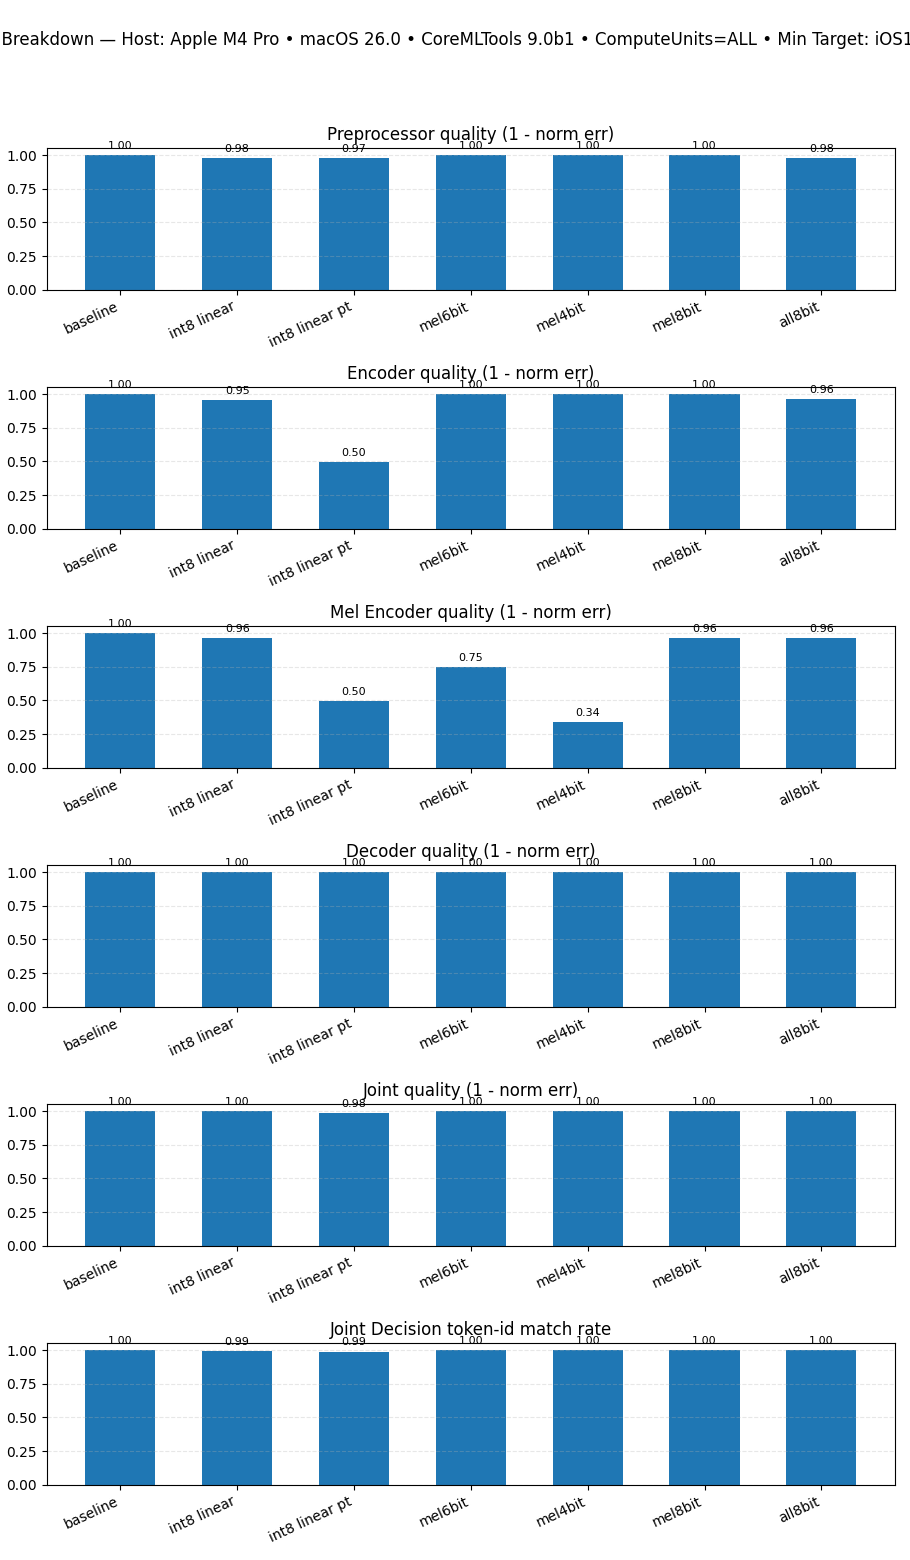 Breakdown — Host: Apple M4 Pro • macOS 26.0 • CoreMLTools 9.0b1 • ComputeUnits=ALL • Min Target: iOS1
Preprocessor quality (1 - norm err)
1.00 0.98 0.97 1.00 1.00 1.00 0.98
1.00
0.75
0.50
0.25
0.00
baseline int8 linear int8 linear pt mel6bit mel4bit mel8bit all8bit
Encoder quality (1 - norm err)
1.00 0.95 0.50 1.00 1.00 1.00 0.96
1.00
0.75
0.50
0.25
0.00
baseline int8 linear int8 linear pt mel6bit mel4bit mel8bit all8bit
Mel Encoder quality (1 - norm err)
1.00 0.96 0.50 0.75 0.34 0.96 0.96
1.00
0.75
0.50
0.25
0.00
baseline int8 linear int8 linear pt mel6bit mel4bit mel8bit all8bit
Decoder quality (1 - norm err)
1.00 1.00 1.00 1.00 1.00 1.00 1.00
1.00
0.75
0.50
0.25
0.00
baseline int8 linear int8 linear pt mel6bit mel4bit mel8bit all8bit
Joint quality (1 - norm err)
1.00 1.00 0.98 1.00 1.00 1.00 1.00
1.00
0.75
0.50
0.25
0.00
baseline int8 linear int8 linear pt mel6bit mel4bit mel8bit all8bit
Joint Decision token-id match rate
1.00 0.99 0.99 1.00 1.00 1.00 1.00
1.00
0.75
0.50
0.25
0.00
baseline int8 linear int8 linear pt mel6bit mel4bit mel8bit all8bit